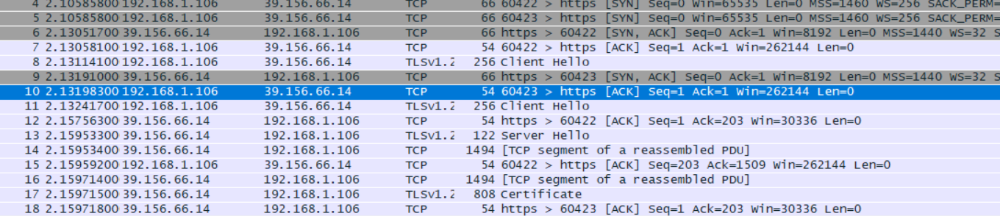 4 2.10585800 192.168.1.106 39.156.66.14 TCP 66 60422 > https [SYN] Seq=0 Win=65535 Len=0 MSS=1460 WS=256 SACK_PERM=
5 2.10585800 192.168.1.106 39.156.66.14 TCP 66 60423 > https [SYN] Seq=0 Win=65535 Len=0 MSS=1460 WS=256 SACK_PERM=
6 2.13051700 39.156.66.14 192.168.1.106 TCP 66 https > 60422 [SYN, ACK] Seq=0 Ack=1 Win=8192 Len=0 MSS=1440 WS=32 S
7 2.13058100 192.168.1.106 39.156.66.14 TCP 54 60422 > https [ACK] Seq=1 Ack=1 Win=262144 Len=0
8 2.13114100 192.168.1.106 39.156.66.14 TLSv1.2 256 Client Hello
9 2.13191000 39.156.66.14 192.168.1.106 TCP 66 https > 60423 [SYN, ACK] Seq=0 Ack=1 Win=8192 Len=0 MSS=1440 WS=32 S
10 2.13198300 192.168.1.106 39.156.66.14 TCP 54 60423 > https [ACK] Seq=1 Ack=1 Win=262144 Len=0
11 2.13241700 192.168.1.106 39.156.66.14 TLSv1.2 256 Client Hello
12 2.15756300 39.156.66.14 192.168.1.106 TCP 54 https > 60422 [ACK] Seq=1 Ack=203 Win=30336 Len=0
13 2.15953300 39.156.66.14 192.168.1.106 TLSv1.2 122 Server Hello
14 2.15953400 39.156.66.14 192.168.1.106 TCP 1494 [TCP segment of a reassembled PDU]
15 2.15959200 192.168.1.106 39.156.66.14 TCP 54 60422 > https [ACK] Seq=203 Ack=1509 Win=262144 Len=0
16 2.15971400 39.156.66.14 192.168.1.106 TCP 1494 [TCP segment of a reassembled PDU]
17 2.15971500 39.156.66.14 192.168.1.106 TLSv1.2 808 Certificate
18 2.15971800 39.156.66.14 192.168.1.106 TCP 54 https > 60423 [ACK] Seq=1 Ack=203 Win=30336 Len=0